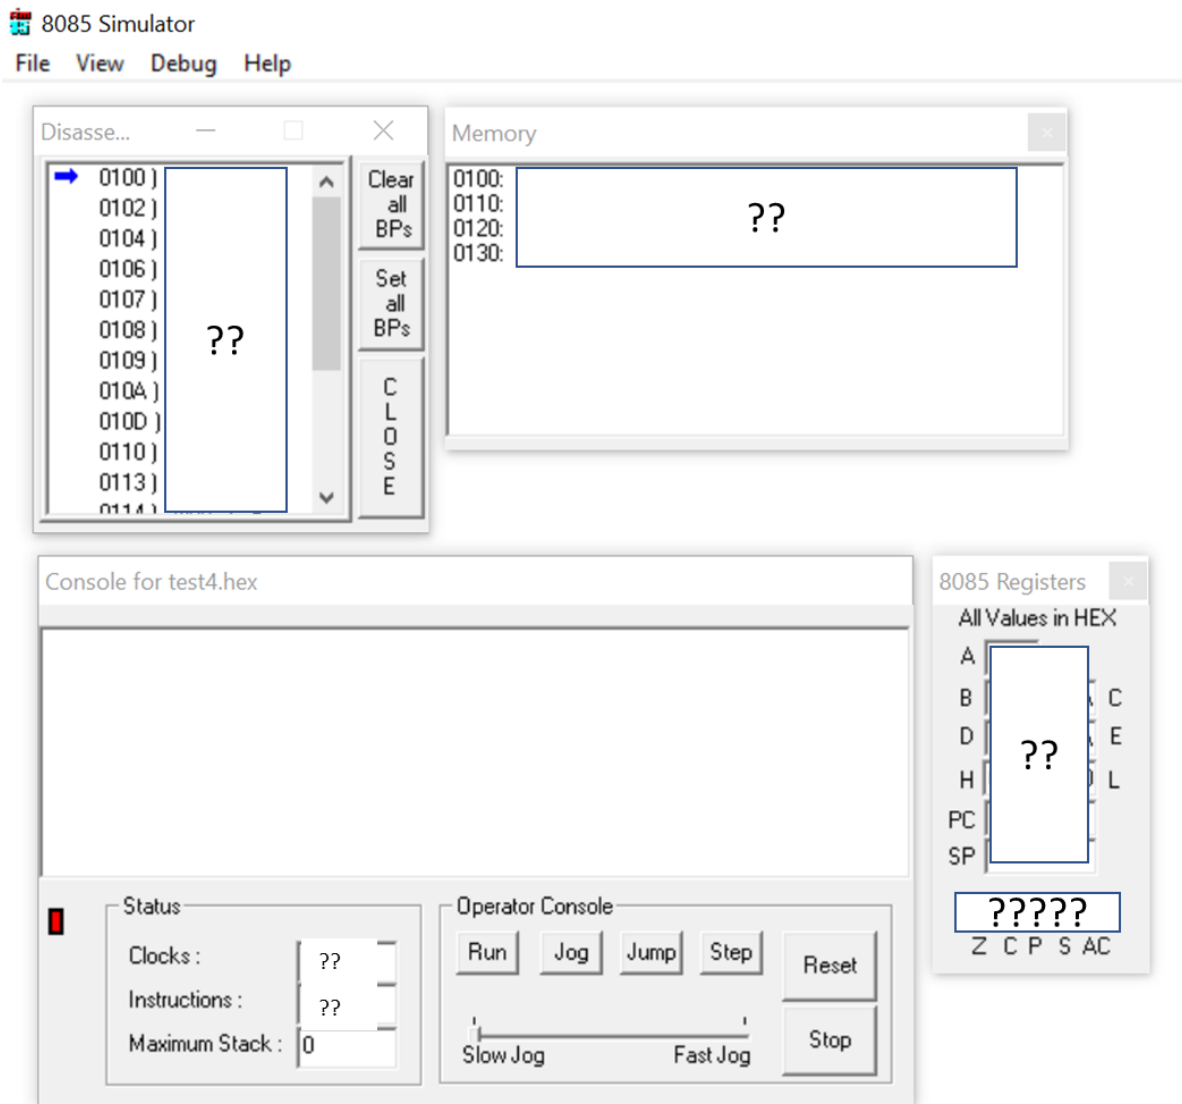 8085 Simulator
File View Debug Help
Disasse...
0100 )
0102 )
0104 )
0106 )
0107 )
0108 )
0109 )
010A )
010D )
0110 )
0113 )
0114 )
??
Clear
all
BPs
Set
all
BPs
C
L
O
S
E
Memory
0100:
0110:
0120:
0130:
??
Console for test4.hex
Status
Clocks : ??
Instructions : ??
Maximum Stack : 0
Operator Console
Run Jog Jump Step
Reset
Slow Jog Fast Jog
Stop
8085 Registers
All Values in HEX
A
B C
D E
??
H L
PC
SP
?????
Z C P S AC